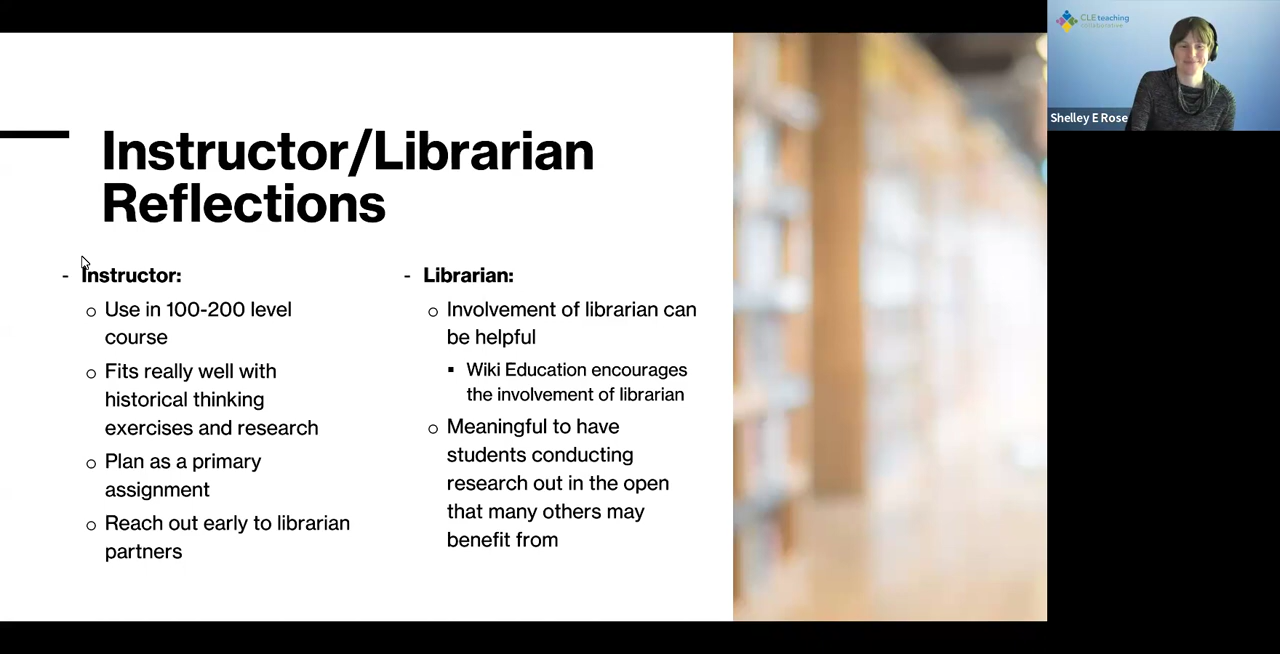 Instructor/Librarian
Reflections
- Instructor:
o Use in 100-200 level
course
o Fits really well with
historical thinking
exercises and research
o Plan as a primary
assignment
o Reach out early to librarian
partners
- Librarian:
o Involvement of librarian can
be helpful
▪ Wiki Education encourages
the involvement of librarian
o Meaningful to have
students conducting
research out in the open
that many others may
benefit from
CLE teaching
collaborative
Shelley E Rose